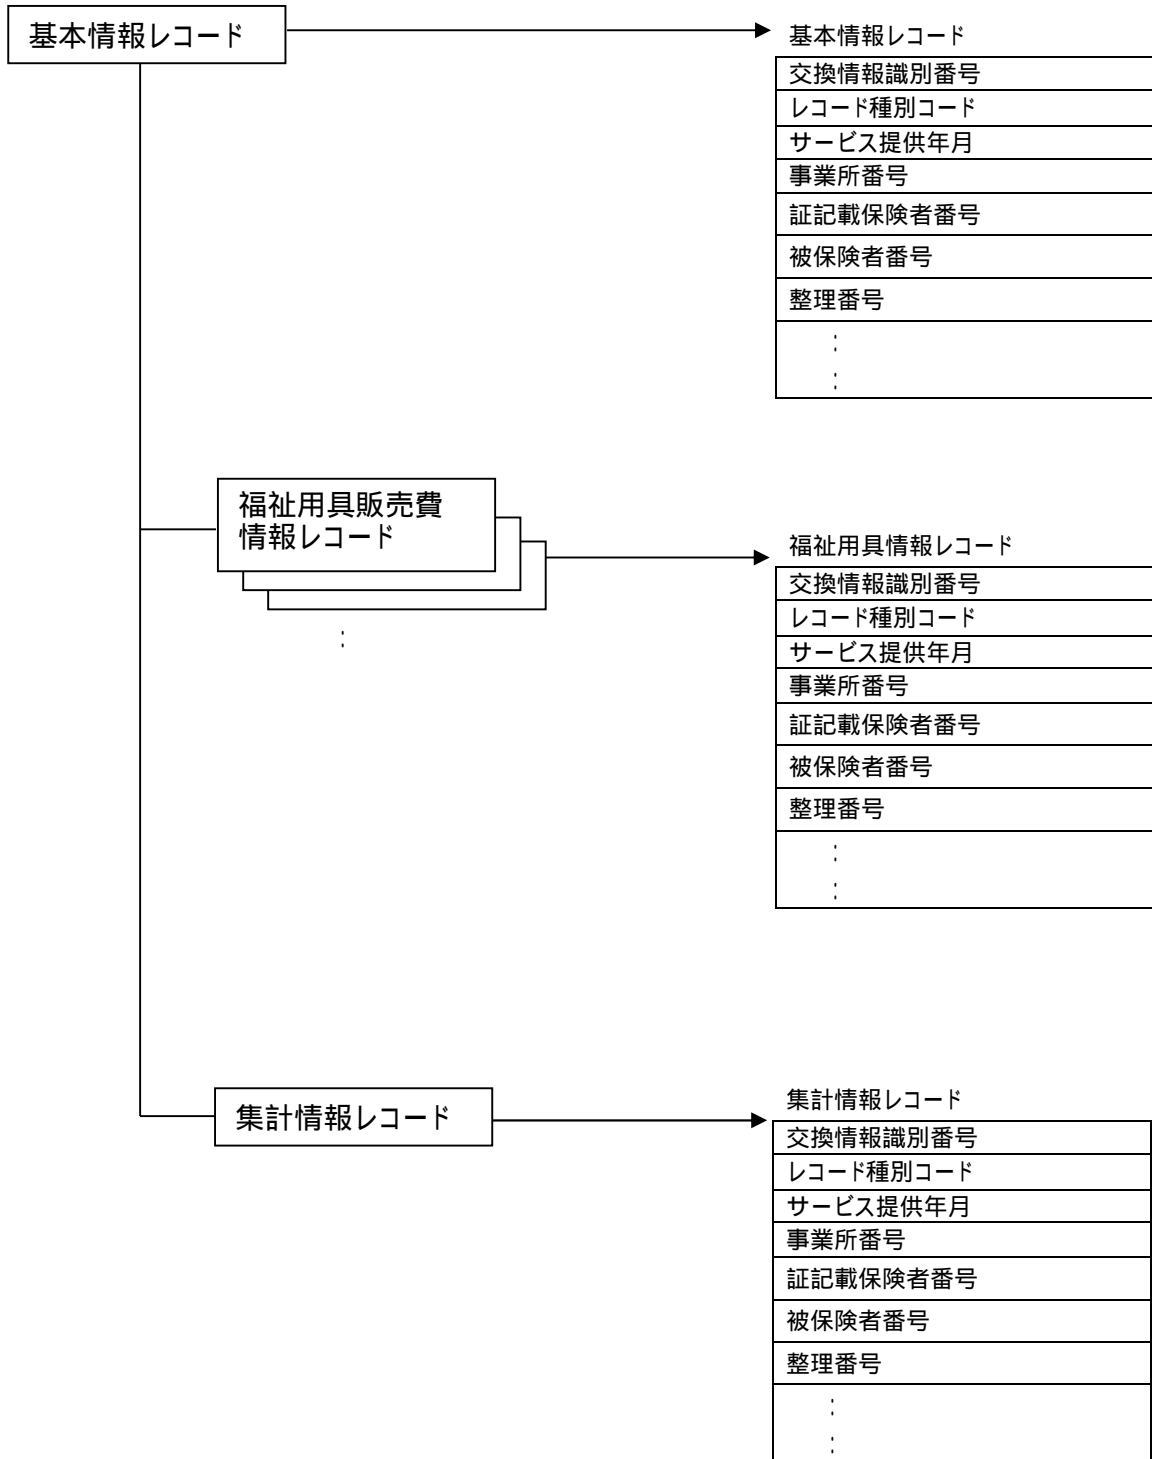 基本情報レコード
基本情報レコード
交換情報識別番号
レコード種別コード
サービス提供年月
事業所番号
証記載保険者番号
被保険者番号
整理番号
:
:
福祉用具販売費
情報レコード
:
福祉用具情報レコード
交換情報識別番号
レコード種別コード
サービス提供年月
事業所番号
証記載保険者番号
被保険者番号
整理番号
:
:
集計情報レコード
集計情報レコード
交換情報識別番号
レコード種別コード
サービス提供年月
事業所番号
証記載保険者番号
被保険者番号
整理番号
:
: